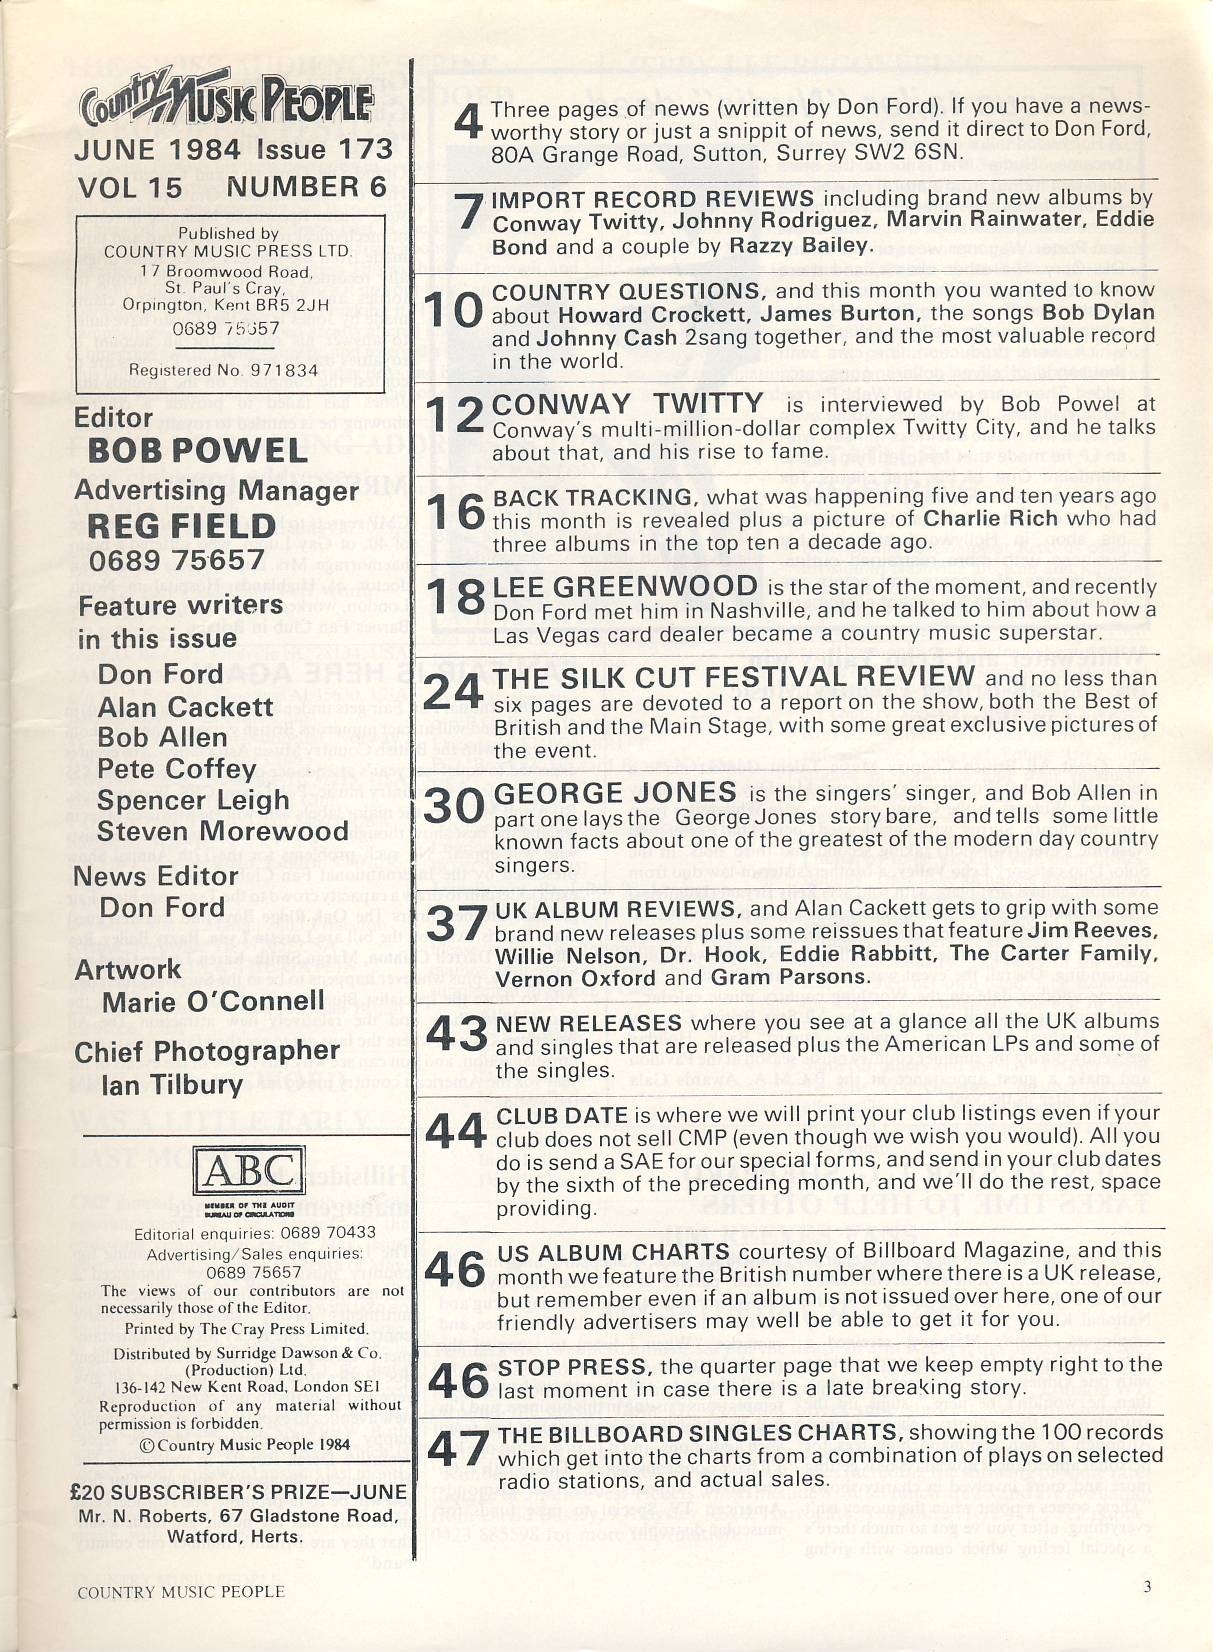 Country Music People
JUNE 1984 Issue 173
VOL 15 NUMBER 6
Published by
COUNTRY MUSIC PRESS LTD.
17 Broomwood Road,
St. Paul's Cray,
Orpington, Kent BR5 2JH
0689 75657
Registered No. 971834
Editor
BOB POWEL
Advertising Manager
REG FIELD
0689 75657
Feature writers
in this issue
Don Ford
Alan Cackett
Bob Allen
Pete Coffey
Spencer Leigh
Steven Morewood
News Editor
Don Ford
Artwork
Marie O'Connell
Chief Photographer
Ian Tilbury
ABC
MEMBER OF THE AUDIT
BUREAU OF CIRCULATIONS
Editorial enquiries: 0689 70433
Advertising/Sales enquiries:
0689 75657
The views of our contributors are not
necessarily those of the Editor.
Printed by The Cray Press Limited.
Distributed by Surridge Dawson & Co.
(Production) Ltd.
136-142 New Kent Road, London SE1
Reproduction of any material without
permission is forbidden.
© Country Music People 1984
£20 SUBSCRIBER'S PRIZE—JUNE
Mr. N. Roberts, 67 Gladstone Road,
Watford, Herts.
4 Three pages of news (written by Don Ford). If you have a news-
worthy story or just a snippit of news, send it direct to Don Ford,
80A Grange Road, Sutton, Surrey SW2 6SN.
7 IMPORT RECORD REVIEWS including brand new albums by
Conway Twitty, Johnny Rodriguez, Marvin Rainwater, Eddie
Bond and a couple by Razzy Bailey.
10 COUNTRY QUESTIONS, and this month you wanted to know
about Howard Crockett, James Burton, the songs Bob Dylan
and Johnny Cash 2sang together, and the most valuable record
in the world.
12 CONWAY TWITTY is interviewed by Bob Powel at
Conway's multi-million-dollar complex Twitty City, and he talks
about that, and his rise to fame.
16 BACK TRACKING, what was happening five and ten years ago
this month is revealed plus a picture of Charlie Rich who had
three albums in the top ten a decade ago.
18 LEE GREENWOOD is the star of the moment, and recently
Don Ford met him in Nashville, and he talked to him about how a
Las Vegas card dealer became a country music superstar.
24 THE SILK CUT FESTIVAL REVIEW and no less than
six pages are devoted to a report on the show, both the Best of
British and the Main Stage, with some great exclusive pictures of
the event.
30 GEORGE JONES is the singers' singer, and Bob Allen in
part one lays the George Jones story bare, and tells some little
known facts about one of the greatest of the modern day country
singers.
37 UK ALBUM REVIEWS, and Alan Cackett gets to grip with some
brand new releases plus some reissues that feature Jim Reeves,
Willie Nelson, Dr. Hook, Eddie Rabbitt, The Carter Family,
Vernon Oxford and Gram Parsons.
43 NEW RELEASES where you see at a glance all the UK albums
and singles that are released plus the American LPs and some of
the singles.
44 CLUB DATE is where we will print your club listings even if your
club does not sell CMP (even though we wish you would). All you
do is send a SAE for our special forms, and send in your club dates
by the sixth of the preceding month, and we'll do the rest, space
providing.
46 US ALBUM CHARTS courtesy of Billboard Magazine, and this
month we feature the British number where there is a UK release,
but remember even if an album is not issued over here, one of our
friendly advertisers may well be able to get it for you.
46 STOP PRESS, the quarter page that we keep empty right to the
last moment in case there is a late breaking story.
47 THE BILLBOARD SINGLES CHARTS, showing the 100 records
which get into the charts from a combination of plays on selected
radio stations, and actual sales.
COUNTRY MUSIC PEOPLE
3